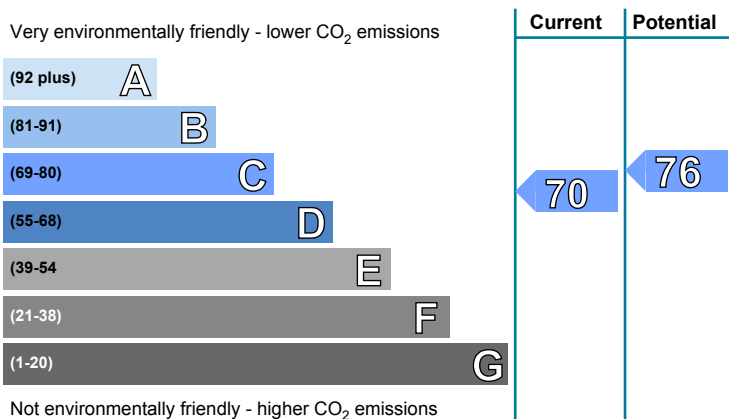 Very environmentally friendly - lower CO2 emissions
Current
Potential
(92 plus) A
(81-91) B
(69-80) C
(55-68) D
(39-54 E
(21-38) F
(1-20) G
70
76
Not environmentally friendly - higher CO2 emissions